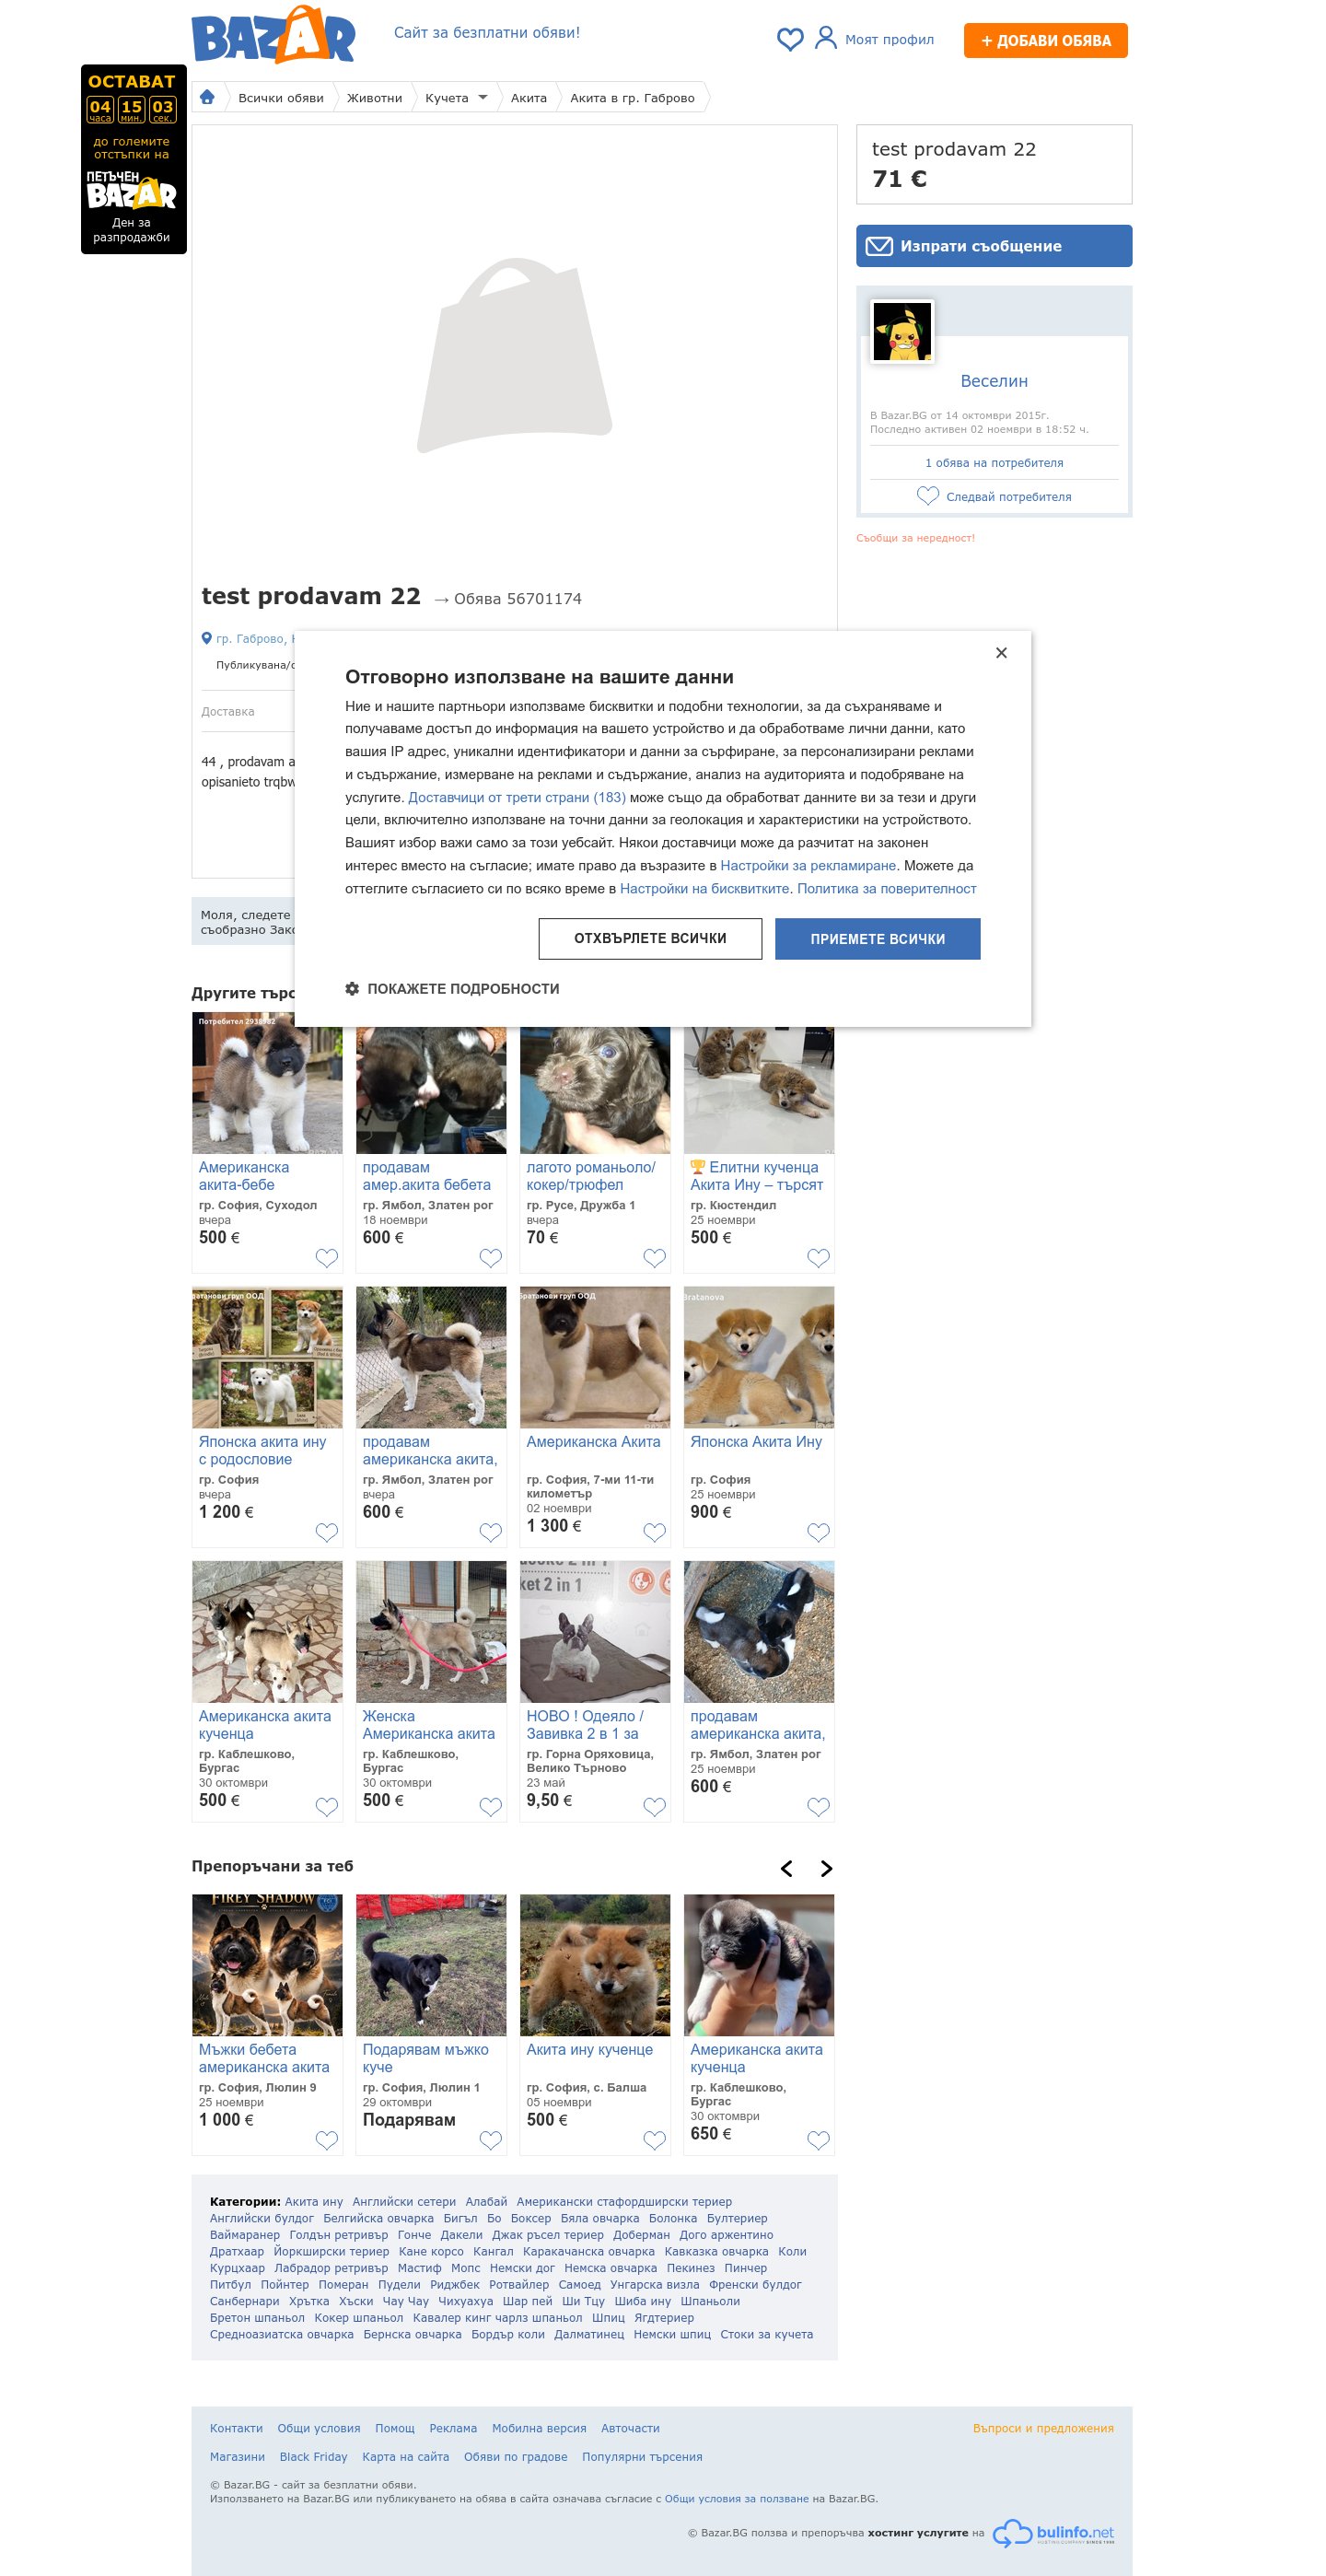 BAZAR
Сайт за безплатни обяви!
Моят профил
+ ДОБАВИ ОБЯВА
ОСТАВАТ
04 15 03
часа мин. сек.
до големите
отстъпки на
ПЕТЪЧЕН
BAZAR
Ден за
разпродажби
Всички обяви
Животни
Кучета
Акита
Акита в гр. Габрово
test prodavam 22
71 €
Изпрати съобщение
Веселин
В Bazar.BG от 14 октомври 2015г.
Последно активен 02 ноември в 18:52 ч.
1 обява на потребителя
Следвай потребителя
Съобщи за нередност!
test prodavam 22 → Обява 56701174
гр. Габрово,
Публикувана/
Доставка
44 , prodavam
opisanieto
Моля, следете
съобразно
Отговорно използване на вашите данни
Ние и нашите партньори използваме бисквитки и подобни технологии, за да съхраняваме и
получаваме достъп до информация на вашето устройство и да обработваме лични данни, като
вашия IP адрес, уникални идентификатори и данни за сърфиране, за персонализирани реклами
и съдържание, измерване на реклами и съдържание, анализ на аудиторията и подобряване на
услугите. Доставчици от трети страни (183) може също да обработват данните ви за тези и други
цели, включително използване на точни данни за геолокация и характеристики на устройството.
Вашият избор важи само за този уебсайт. Някои доставчици може да разчитат на законен
интерес вместо на съгласие; имате право да възразите в Настройки за рекламиране. Можете да
оттеглите съгласието си по всяко време в Настройки на бисквитките. Политика за поверителност
ОТХВЪРЛЕТЕ ВСИЧКИ
ПРИЕМЕТЕ ВСИЧКИ
ПОКАЖЕТЕ ПОДРОБНОСТИ
Другите
Потребител 2938982
Американска
акита-бебе
гр. София, Суходол
вчера
500 €
продавам
амер.акита бебета
гр. Ямбол, Златен рог
18 ноември
600 €
лагото романьоло/
кокер/трюфел
гр. Русе, Дружба 1
вчера
70 €
🏆 Елитни кученца
Акита Ину – търсят
гр. Кюстендил
25 ноември
500 €
Братанови груп ООД
Японска акита ину
с родословие
гр. София
вчера
1 200 €
продавам
американска акита,
гр. Ямбол, Златен рог
вчера
600 €
Братанови груп ООД
Американска Акита
гр. София, 7-ми 11-ти
километър
02 ноември
1 300 €
Bratanova
Японска Акита Ину
гр. София
25 ноември
900 €
Американска акита
кученца
гр. Каблешково,
Бургас
30 октомври
500 €
Женска
Американска акита
гр. Каблешково,
Бургас
30 октомври
500 €
ket 2 in 1
НОВО ! Одеяло /
Завивка 2 в 1 за
гр. Горна Оряховица,
Велико Търново
23 май
9,50 €
продавам
американска акита,
гр. Ямбол, Златен рог
25 ноември
600 €
Препоръчани за теб
FIREY SHADOW
Мъжки бебета
американска акита
гр. София, Люлин 9
25 ноември
1 000 €
Подарявам мъжко
куче
гр. София, Люлин 1
29 октомври
Подарявам
Акита ину кученце
гр. София, с. Балша
05 ноември
500 €
Американска акита
кученца
гр. Каблешково,
Бургас
30 октомври
650 €
Категории: Акита ину Английски сетери Алабай Американски стафордширски териер
Английски булдог Белгийска овчарка Бигъл Бо Боксер Бяла овчарка Болонка Бултериер
Ваймаранер Голдън ретривър Гонче Дакели Джак ръсел териер Доберман Дого аржентино
Дратхаар Йоркширски териер Кане корсо Кангал Каракачанска овчарка Кавказка овчарка Коли
Курцхаар Лабрадор ретривър Мастиф Мопс Немски дог Немска овчарка Пекинез Пинчер
Питбул Пойнтер Померан Пудели Риджбек Ротвайлер Самоед Унгарска визла Френски булдог
Санбернари Хрътка Хъски Чау Чау Чихуахуа Шар пей Ши Тцу Шиба ину Шпаньоли
Бретон шпаньол Кокер шпаньол Кавалер кинг чарлз шпаньол Шпиц Ягдтериер
Средноазиатска овчарка Бернска овчарка Бордър коли Далматинец Немски шпиц Стоки за кучета
Контакти Общи условия Помощ Реклама Мобилна версия Авточасти
Въпроси и предложения
Магазини Black Friday Карта на сайта Обяви по градове Популярни търсения
© Bazar.BG - сайт за безплатни обяви.
Използването на Bazar.BG или публикуването на обява в сайта означава съгласие с Общи условия за ползване на Bazar.BG.
© Bazar.BG ползва и препоръчва хостинг услугите на
bulinfo.net
HOSTING COMPANY SINCE 1998